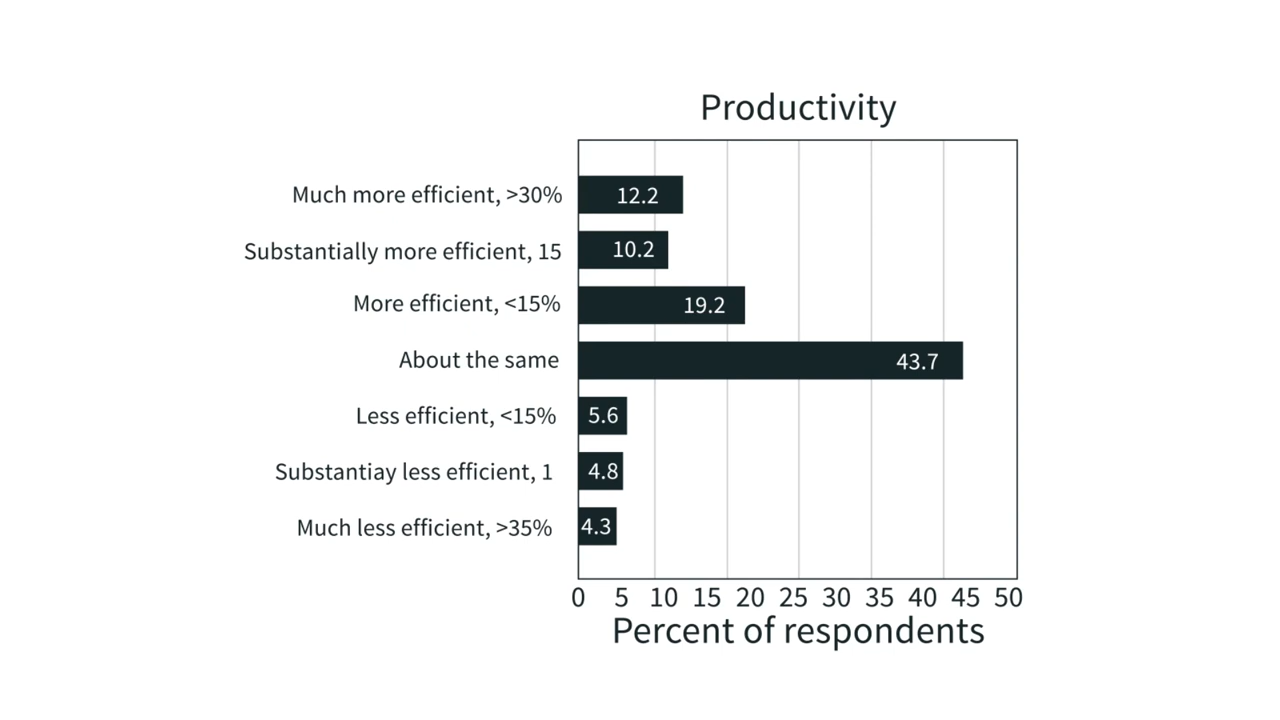 Productivity
Much more efficient, >30% 12.2
Substantially more efficient, 15 10.2
More efficient, <15% 19.2
About the same 43.7
Less efficient, <15% 5.6
Substantiay less efficient, 1 4.8
Much less efficient, >35% 4.3
0 5 10 15 20 25 30 35 40 45 50
Percent of respondents